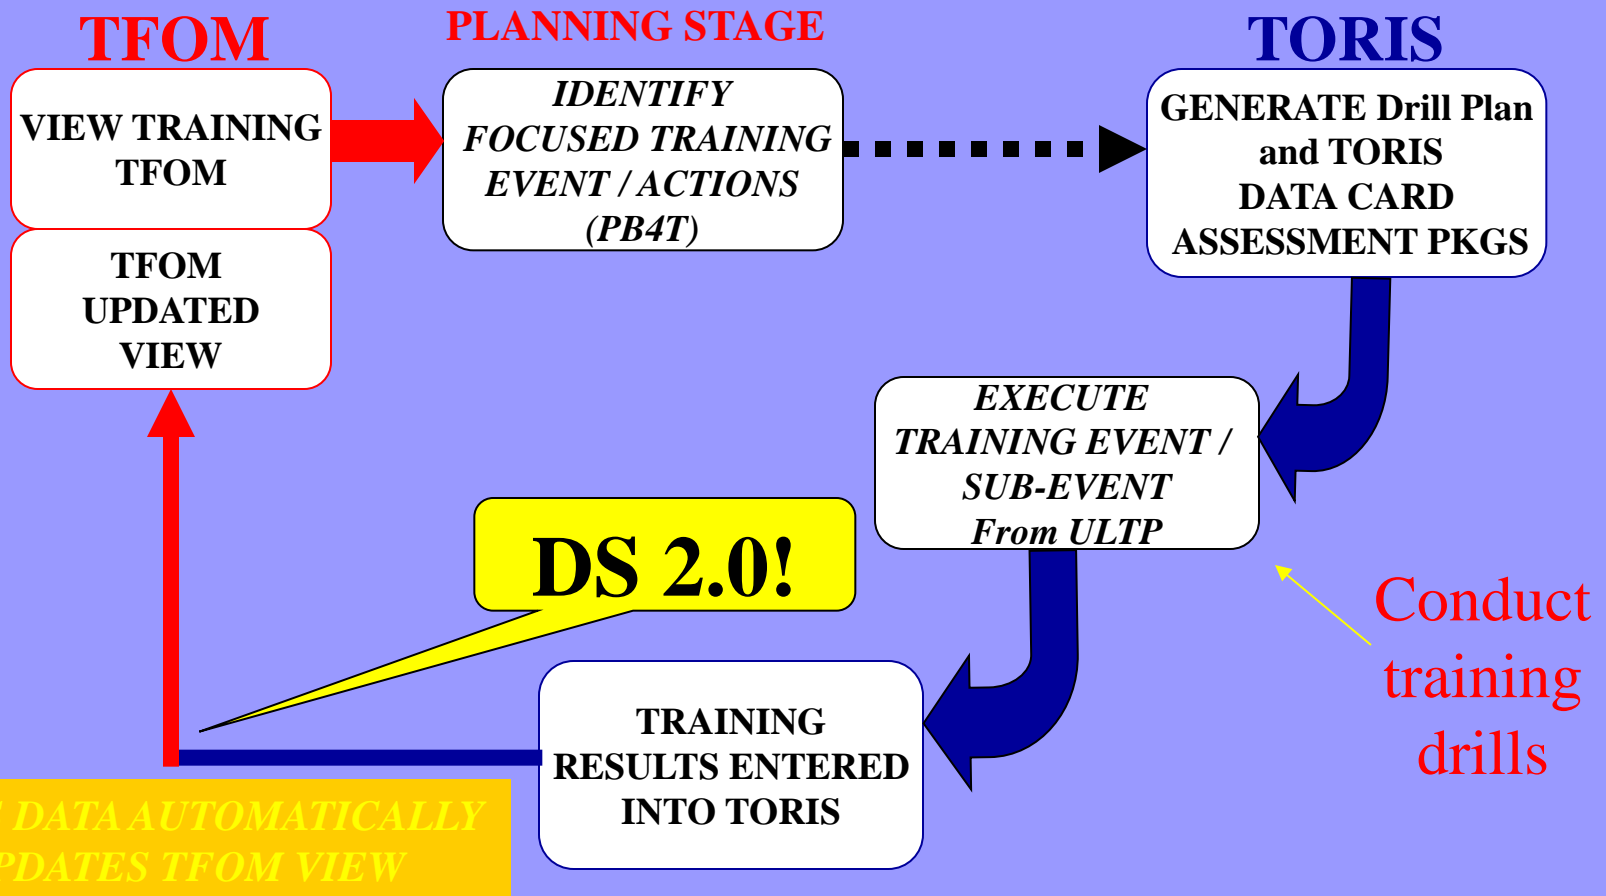 TFOM
PLANNING STAGE
TORIS
VIEW TRAINING
TFOM
IDENTIFY
FOCUSED TRAINING
EVENT / ACTIONS
(PB4T)
GENERATE Drill Plan
and TORIS
DATA CARD
ASSESSMENT PKGS
TFOM
UPDATED
VIEW
EXECUTE
TRAINING EVENT /
SUB-EVENT
From ULTP
DS 2.0!
Conduct
training
drills
TRAINING
RESULTS ENTERED
INTO TORIS
DATA AUTOMATICALLY
TFOM VIEW